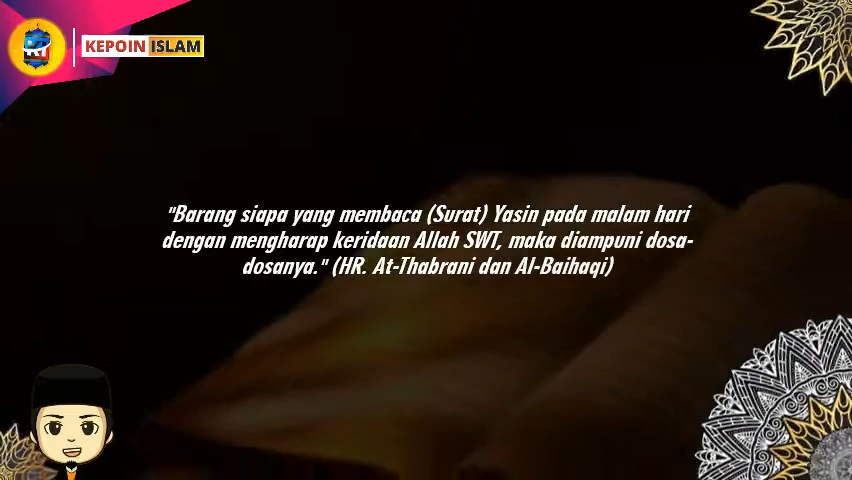 KEPOIN ISLAM
"Barang siapa yang membaca (Surat) Yasin pada malam hari
dengan mengharap keridaan Allah SWT, maka diampuni dosa-
dosanya." (HR. At-Thabrani dan Al-Baihaqi)